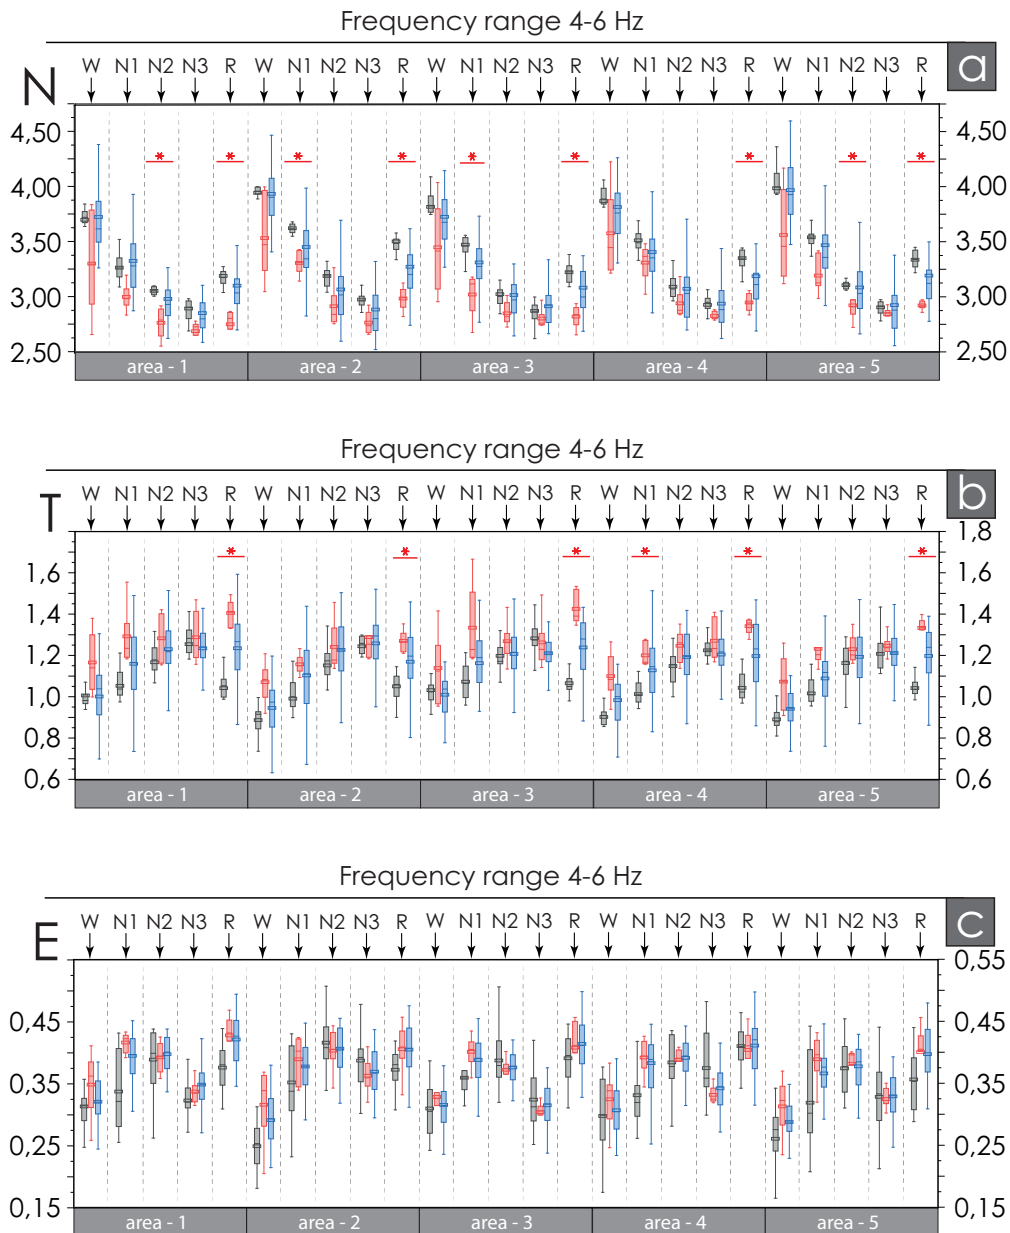 Frequency range 4-6 Hz
W N1 N2 N3 R W N1 N2 N3 R W N1 N2 N3 R W N1 N2 N3 R W N1 N2 N3 R
a
N
4,50 * * * * * * * * * 4,50
4,00 4,00
3,50 3,50
3,00 3,00
2,50 2,50
area - 1 area - 2 area - 3 area - 4 area - 5
Frequency range 4-6 Hz
W N1 N2 N3 R W N1 N2 N3 R W N1 N2 N3 R W N1 N2 N3 R W N1 N2 N3 R
b
T
1,8 1,8
* * * * * *
1,6 1,6
1,4 1,4
1,2 1,2
1,0 1,0
0,8 0,8
0,6 0,6
area - 1 area - 2 area - 3 area - 4 area - 5
Frequency range 4-6 Hz
W N1 N2 N3 R W N1 N2 N3 R W N1 N2 N3 R W N1 N2 N3 R W N1 N2 N3 R
c
E
0,55
0,45 0,45
0,35 0,35
0,25 0,25
0,15 0,15
area - 1 area - 2 area - 3 area - 4 area - 5